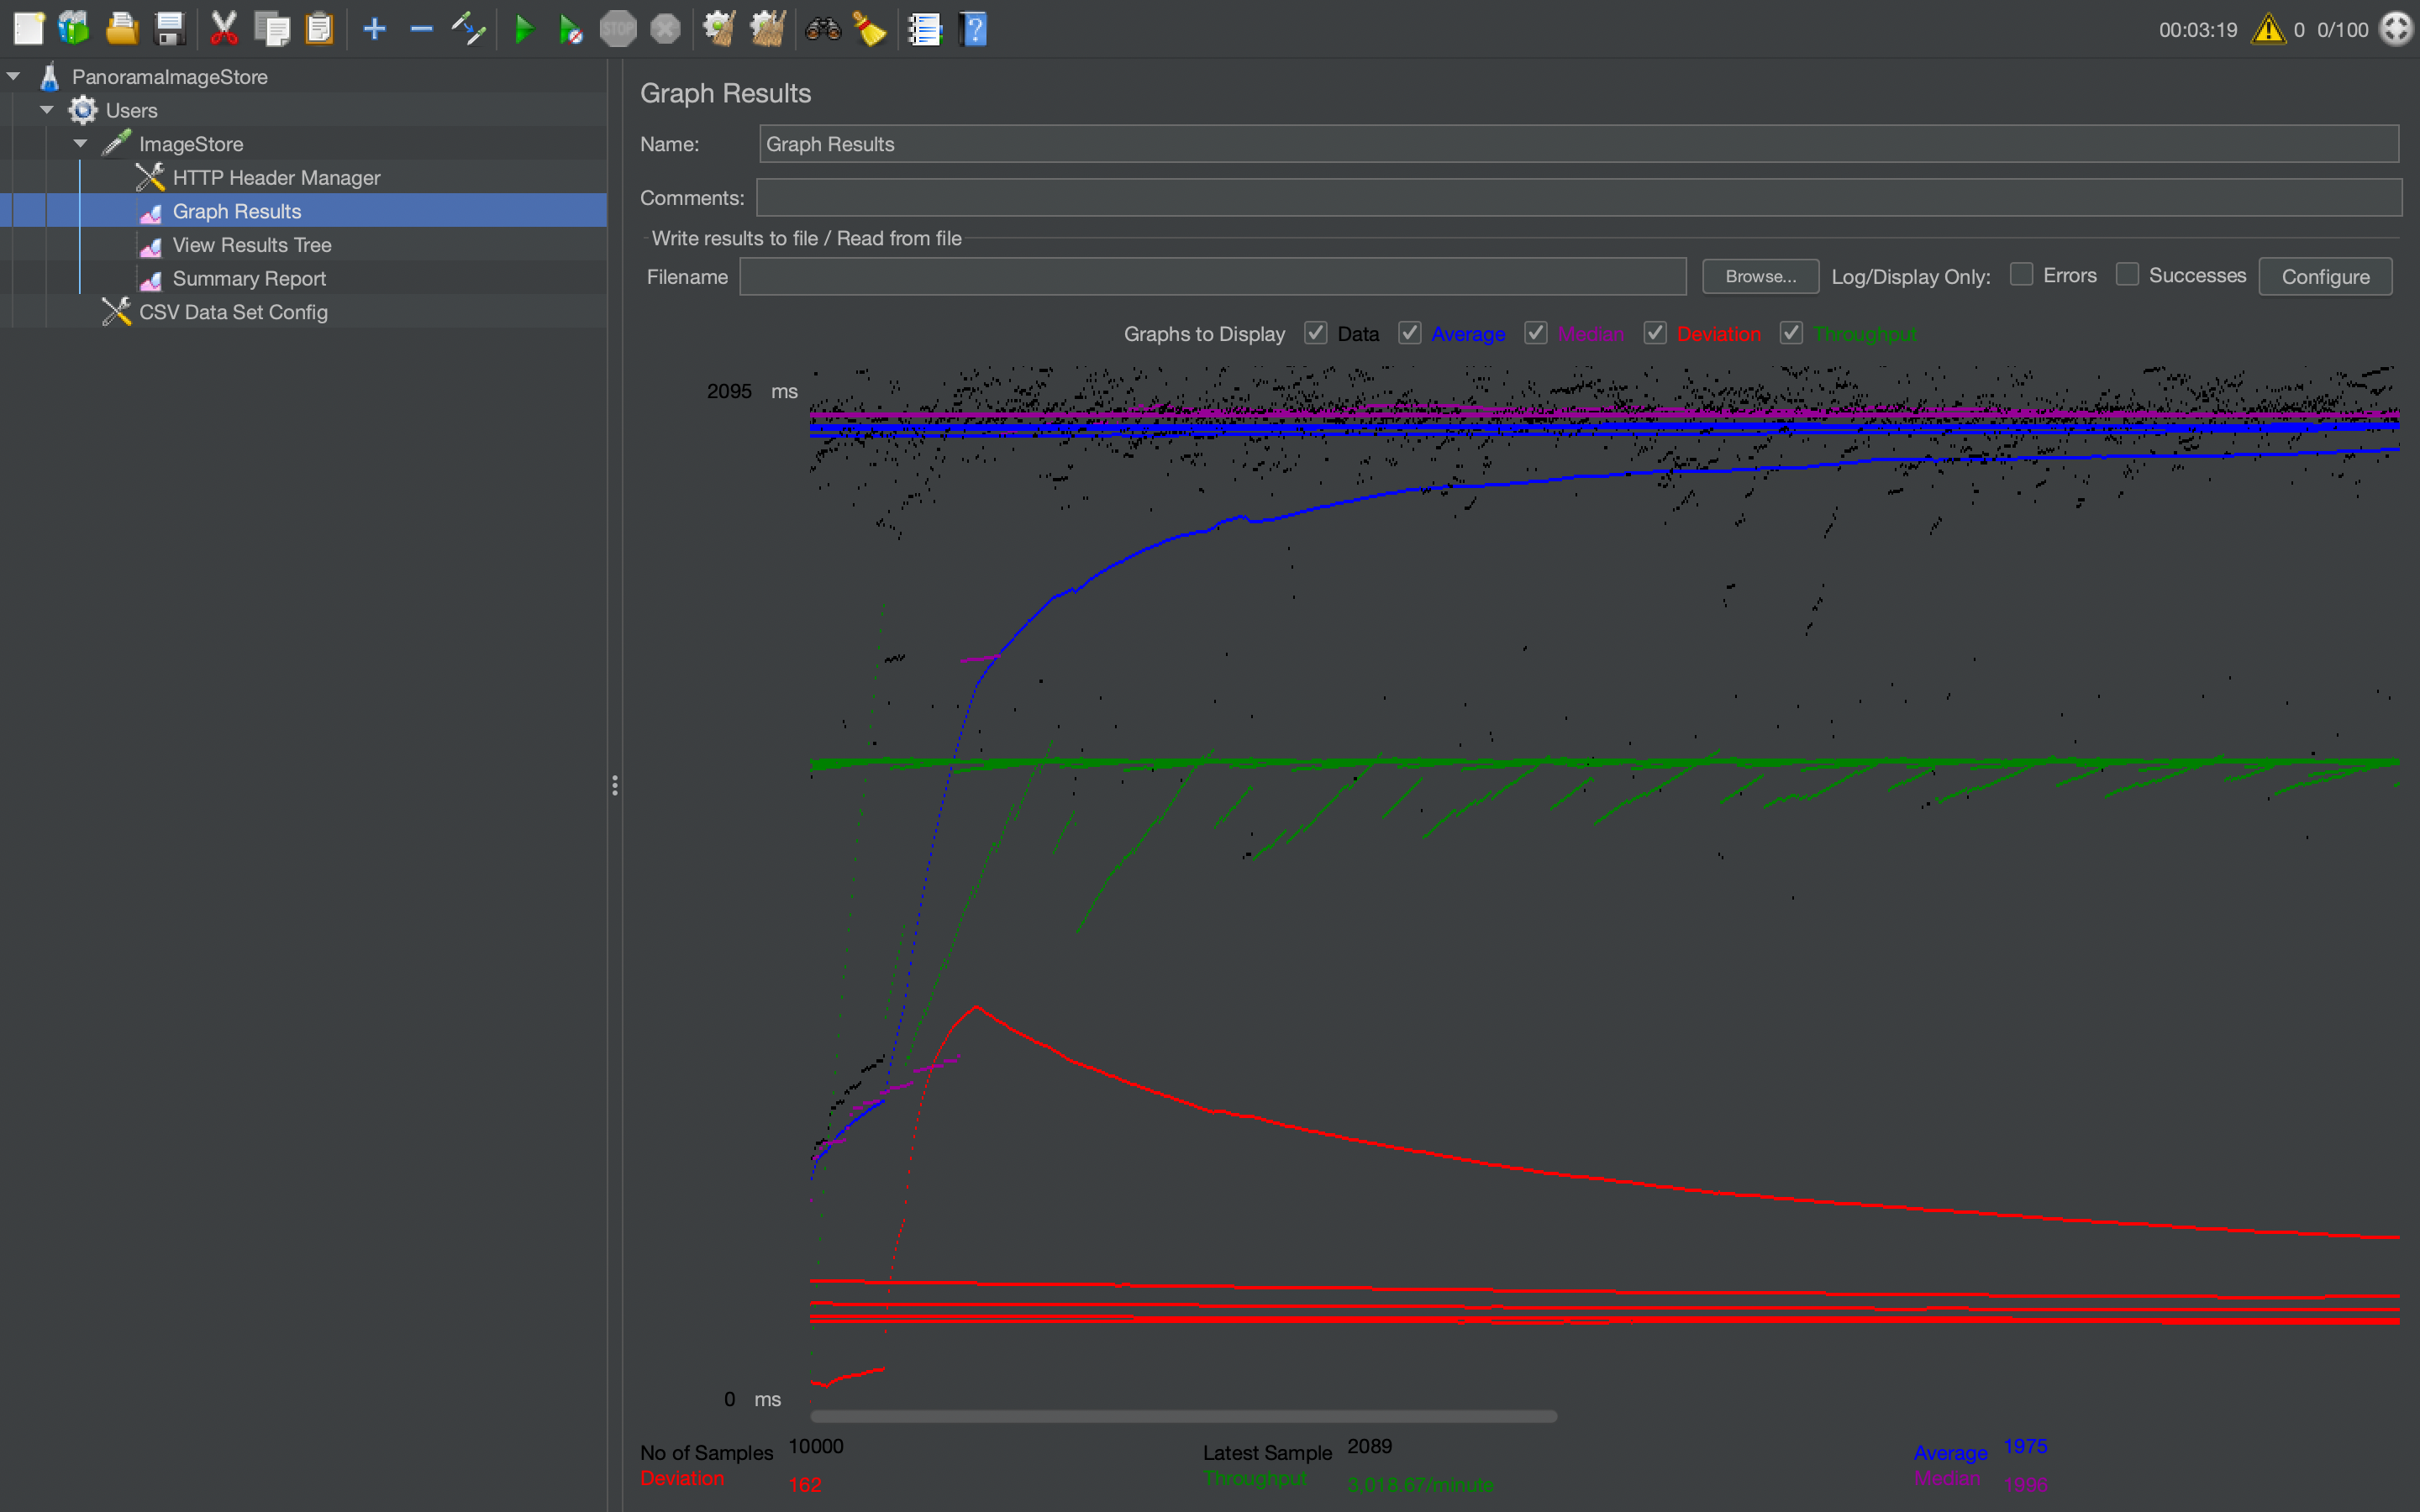 STOP
00:03:19 0 0/100
PanoramaImageStore
Users
ImageStore
HTTP Header Manager
Graph Results
View Results Tree
Summary Report
CSV Data Set Config
Graph Results
Name: Graph Results
Comments:
Write results to file / Read from file
Filename Browse... Log/Display Only: Errors Successes Configure
Graphs to Display Data Average Median Deviation Throughput
2095 ms
0 ms
No of Samples 10000 Latest Sample 2089 Average 1975
Deviation 162 Throughput 3,018.67/minute Median 1996